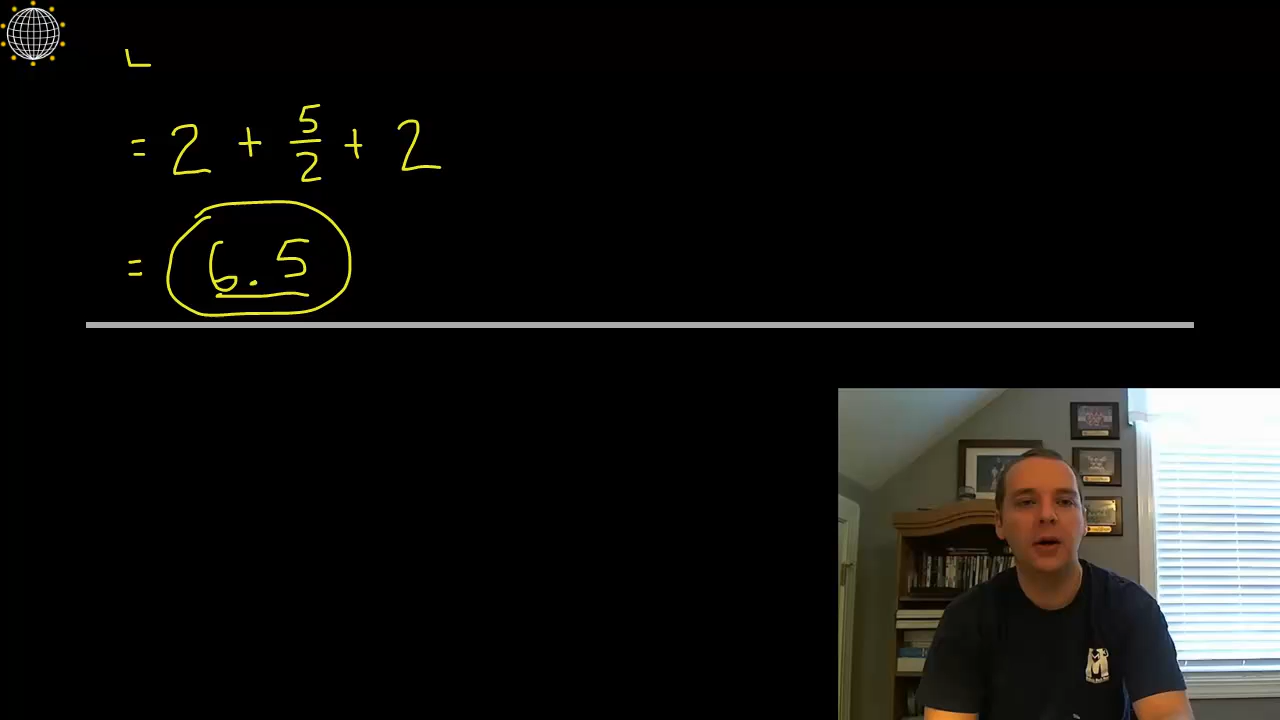 = 2 + 5/2 + 2
= 6.5